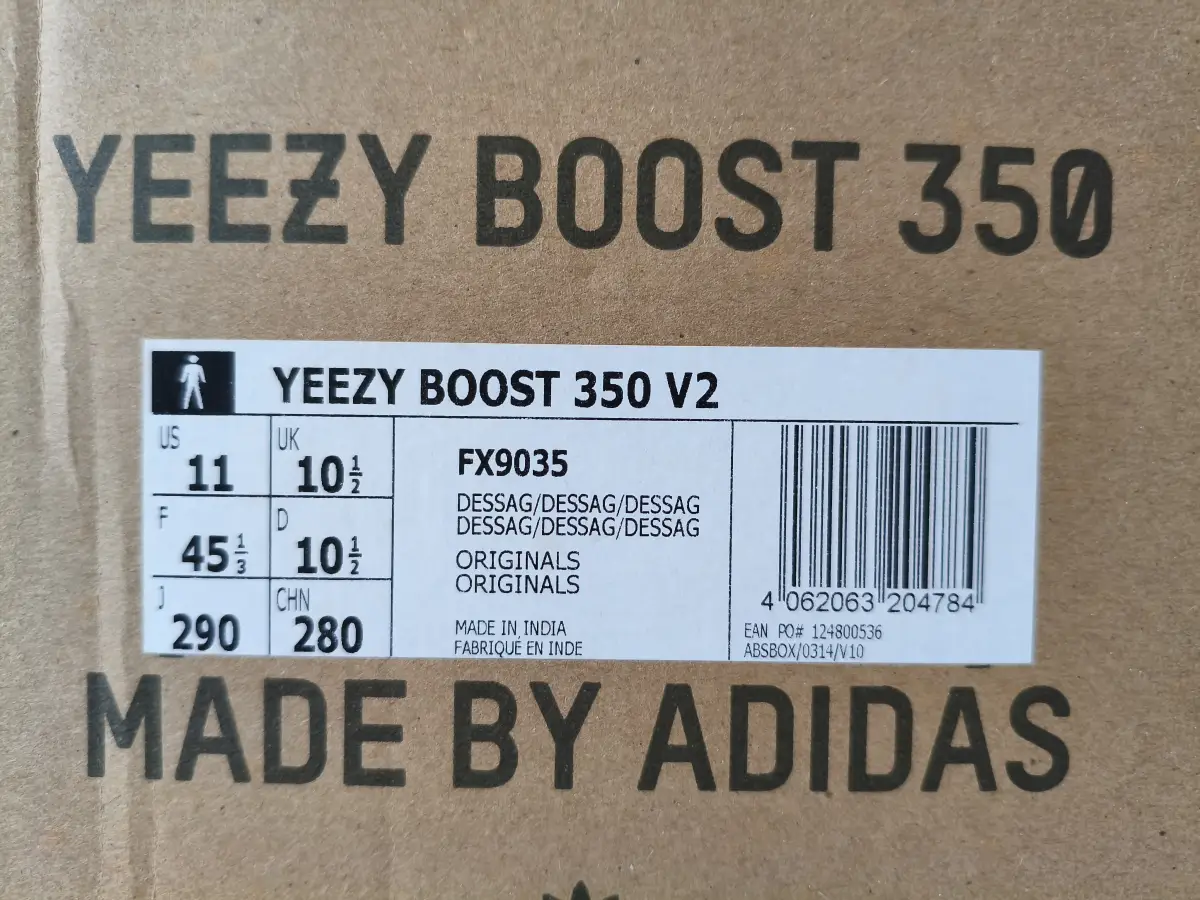 YEEZY BOOST 350
YEEZY BOOST 350 V2
US
11
UK
10 1/2
F
45 1/3
D
10 1/2
J
290
CHN
280
FX9035
DESSAG/DESSAG/DESSAG
DESSAG/DESSAG/DESSAG
ORIGINALS
ORIGINALS
MADE IN INDIA
FABRIQUÉ EN INDE
4 062063 204784
EAN PO# 124800536
ABSBOX/0314/V10
MADE BY ADIDAS